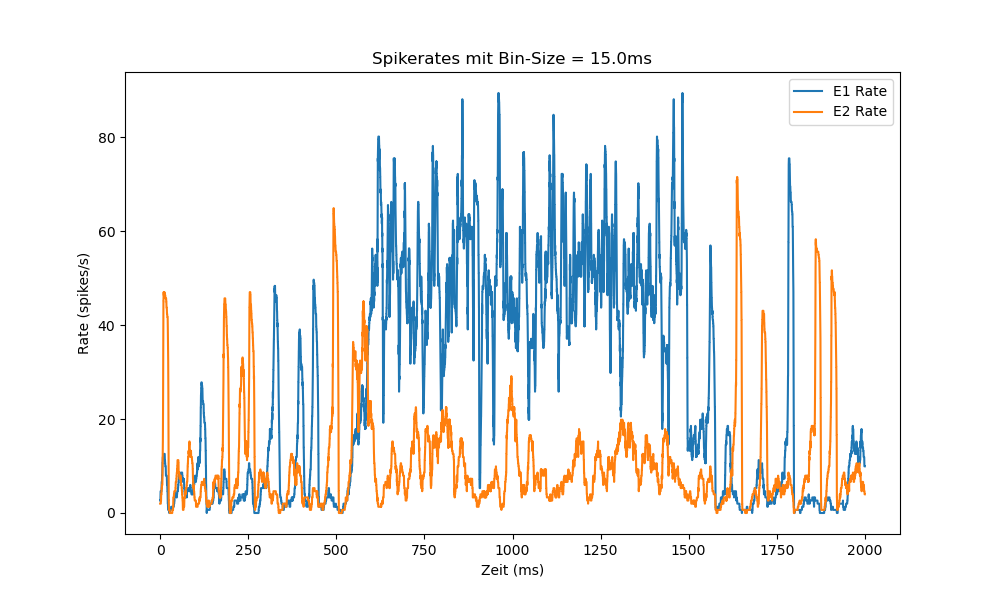 Spikerates mit Bin-Size = 15.0ms
E1 Rate
E2 Rate
Rate (spikes/s)
80
60
40
20
0
0 250 500 750 1000 1250 1500 1750 2000
Zeit (ms)